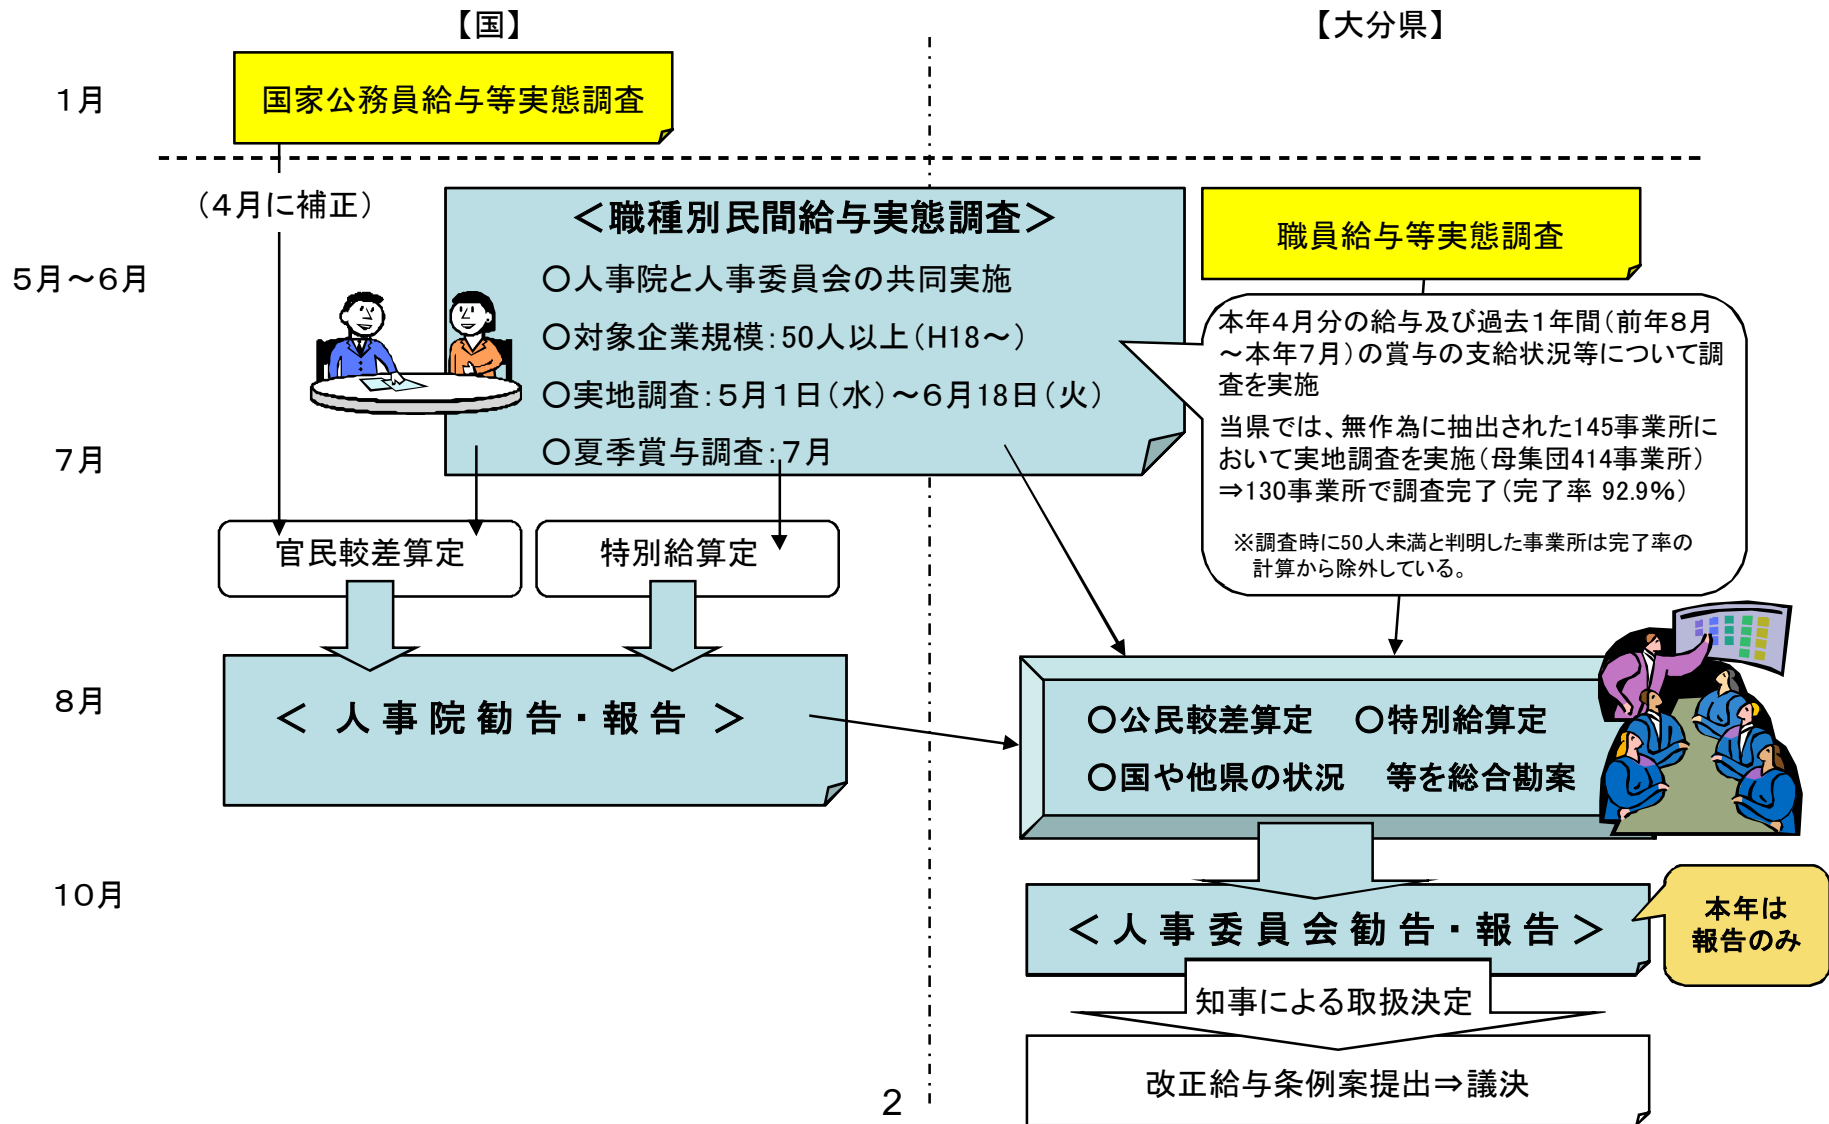 【国】
【大分県】
1月
国家公務員給与等実態調査
(4月に補正)
5月～6月
＜職種別民間給与実態調査＞
○人事院と人事委員会の共同実施
○対象企業規模：50人以上(H18～)
○実地調査：5月1日(水)～6月18日(火)
○夏季賞与調査：7月
職員給与等実態調査
本年4月分の給与及び過去1年間(前年8月
～本年7月)の賞与の支給状況等について調
査を実施
当県では、無作為に抽出された145事業所に
おいて実地調査を実施(母集団414事業所)
⇒130事業所で調査完了(完了率 92.9%)
※調査時に50人未満と判明した事業所は完了率の
計算から除外している。
7月
官民較差算定
特別給算定
8月
＜ 人 事 院 勧 告 ・ 報 告 ＞
○公民較差算定　○特別給算定
○国や他県の状況　等を総合勘案
10月
＜ 人 事 委 員 会 勧 告 ・ 報 告 ＞
本年は
報告のみ
知事による取扱決定
改正給与条例案提出⇒議決
2